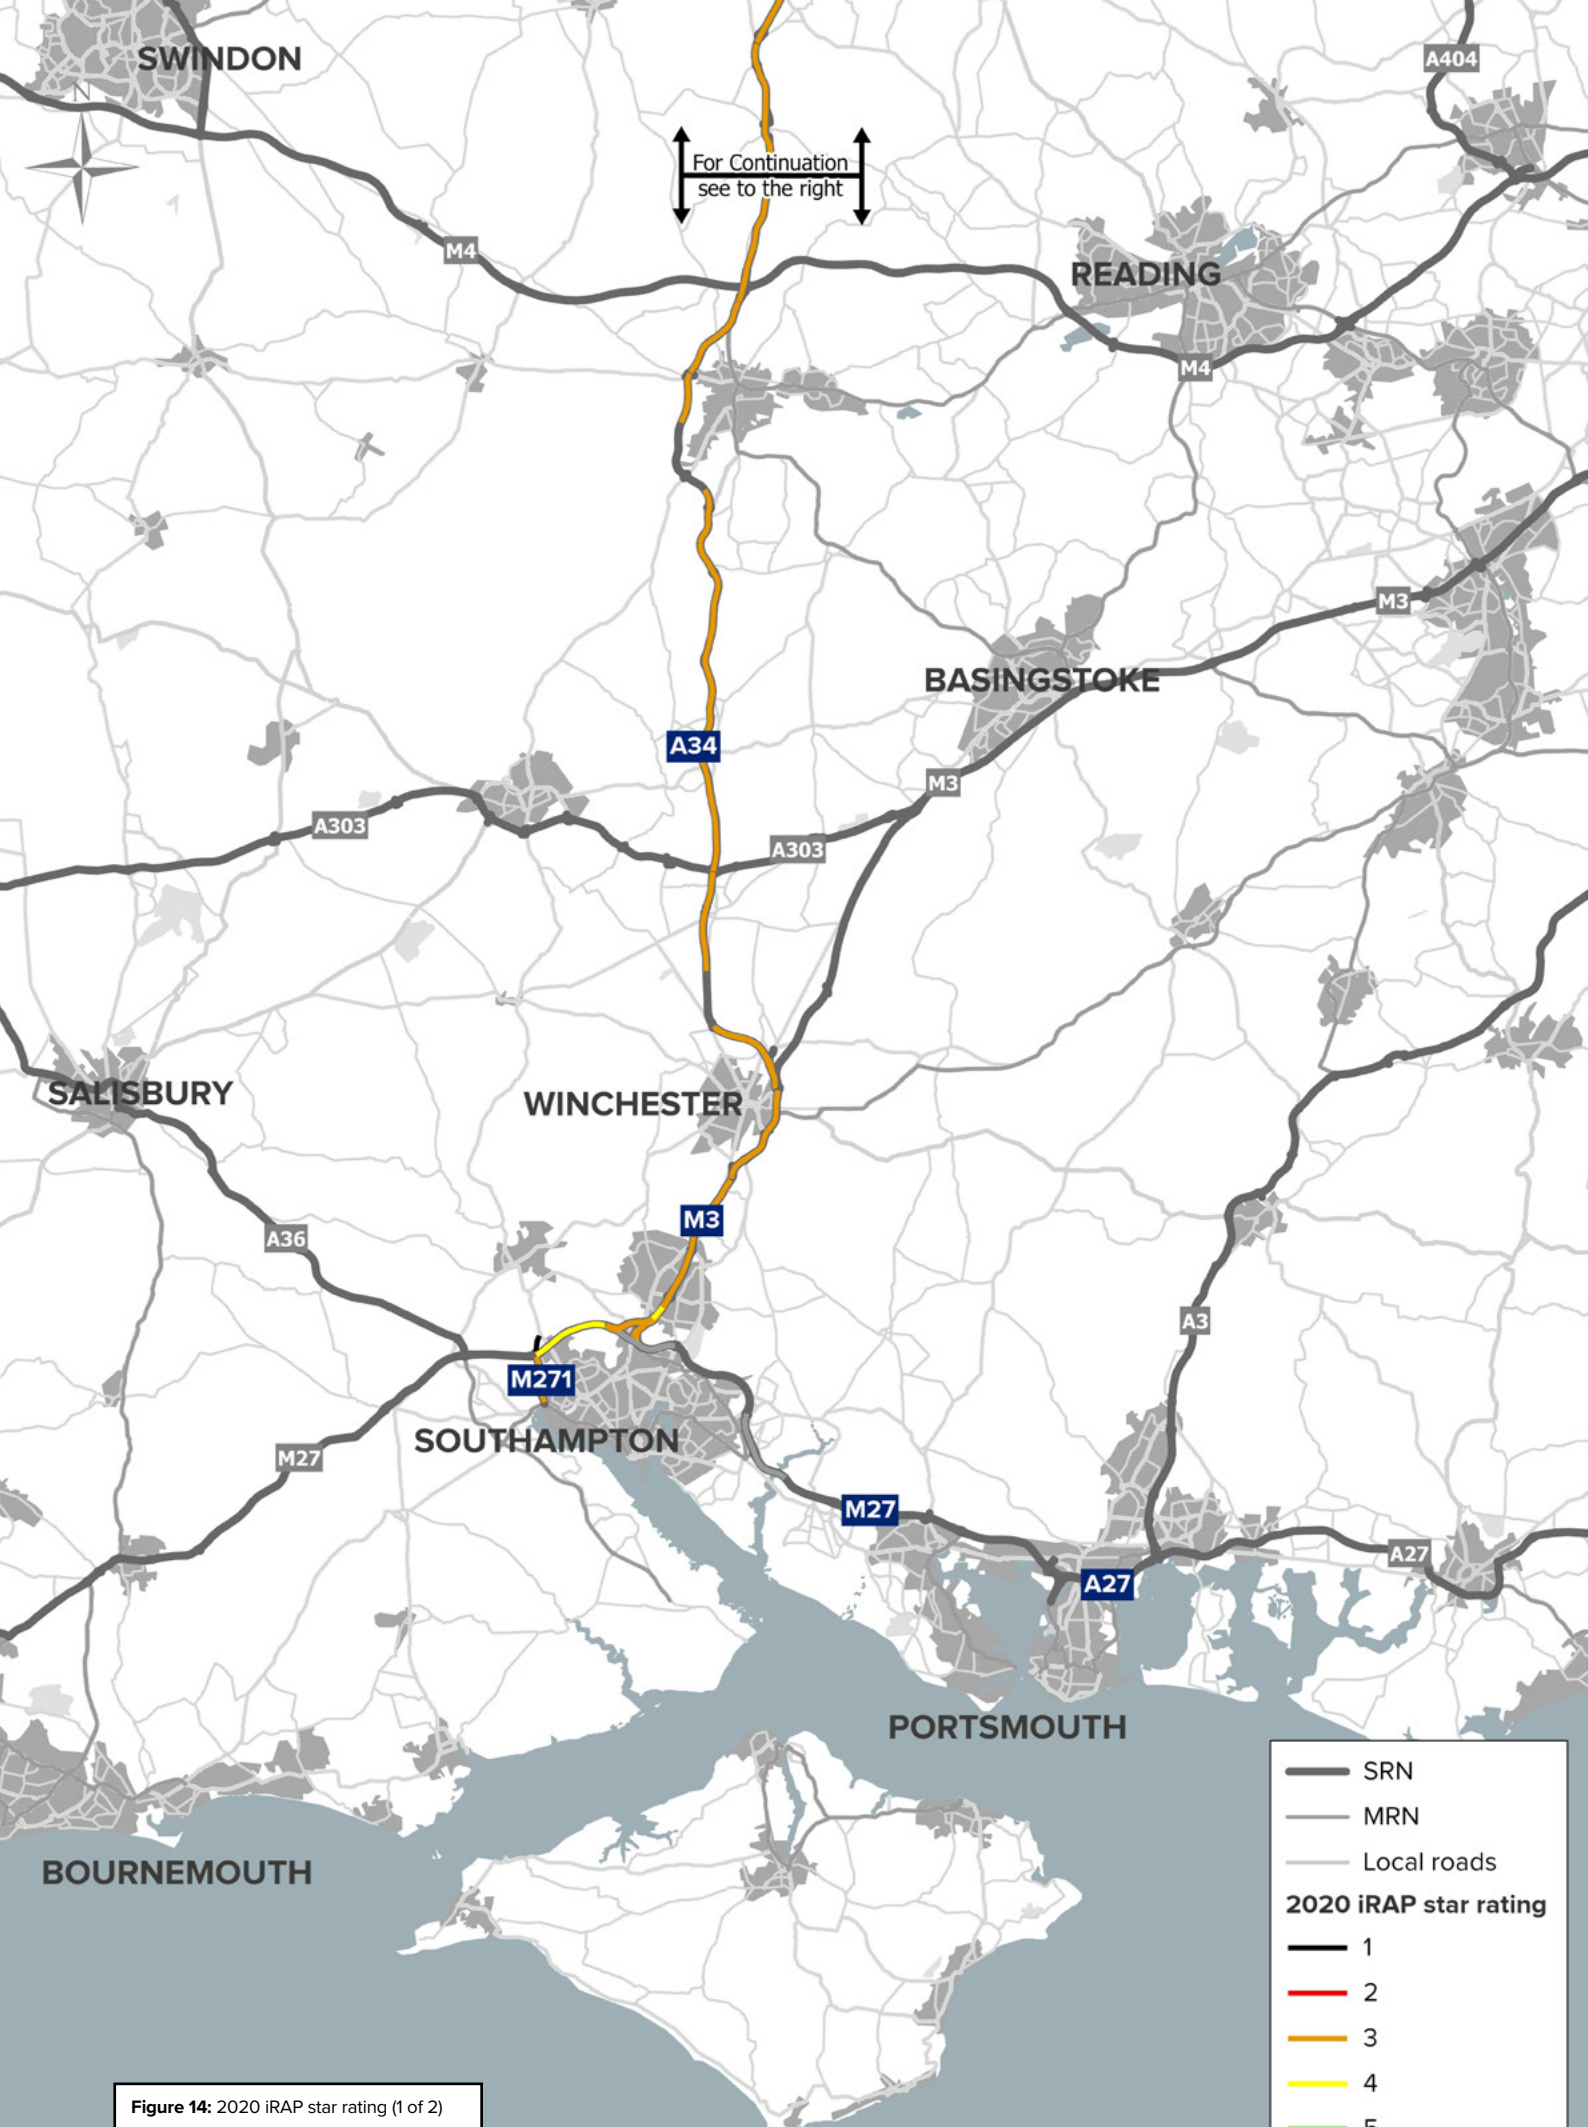 SWINDON
A404
N
For Continuation
see to the right
M4
READING
M4
M3
BASINGSTOKE
A34
M3
A303
A303
SALISBURY
WINCHESTER
M3
A36
A3
M271
SOUTHAMPTON
M27
M27
A27
A27
PORTSMOUTH
SRN
MRN
Local roads
BOURNEMOUTH
2020 iRAP star rating
1
2
3
4
5
Figure 14: 2020 iRAP star rating (1 of 2)